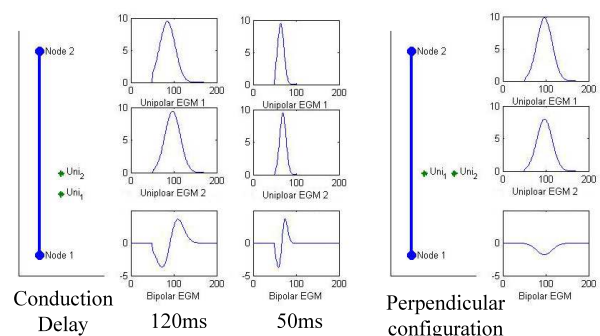 Node 2
Uni2
Uni1
Node 1
Conduction
Delay
10
5
0
0 100 200
Unipolar EGM 1
10
5
0
0 100 200
Uniploar EGM 2
0
-5
0 100 200
Bipolar EGM
120ms
10
5
0
0 100 200
Unipolar EGM 1
10
5
0
0 100 200
Uniploar EGM 2
0
-5
0 100 200
Bipolar EGM
50ms
Node 2
Uni1 Uni2
Node 1
Perpendicular
configuration
10
5
0
0 100 200
Unipolar EGM 1
10
5
0
0 100 200
Uniploar EGM 2
0
-5
0 100 200
Bipolar EGM